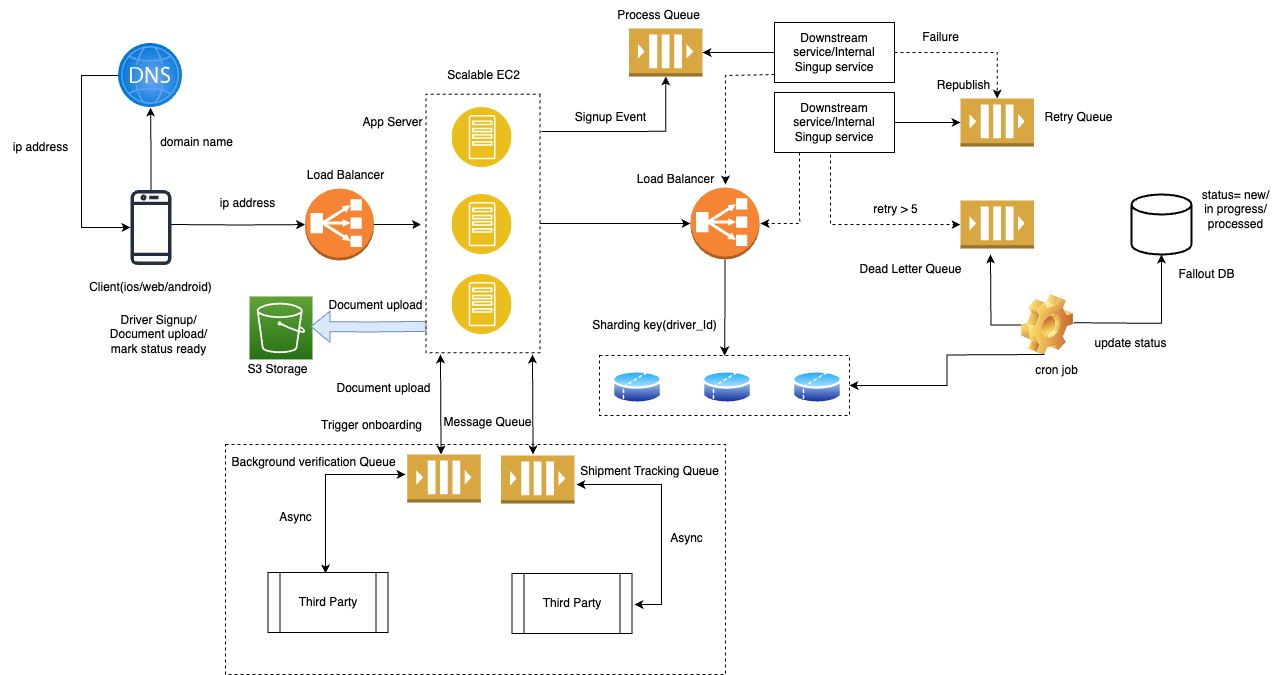 Process Queue
Downstream
service/Internal
Singup service
Failure
DNS
Scalable EC2
Republish
App Server
Signup Event
Downstream
service/Internal
Singup service
Retry Queue
ip address
domain name
Load Balancer
Load Balancer
ip address
retry > 5
status= new/
in progress/
processed
Dead Letter Queue
Fallout DB
Client(ios/web/android)
Driver Signup/
Document upload/
mark status ready
Document upload
S3 Storage
Sharding key(driver_Id)
update status
cron job
Document upload
Trigger onboarding
Message Queue
Background verification Queue
Shipment Tracking Queue
Async
Async
Third Party
Third Party